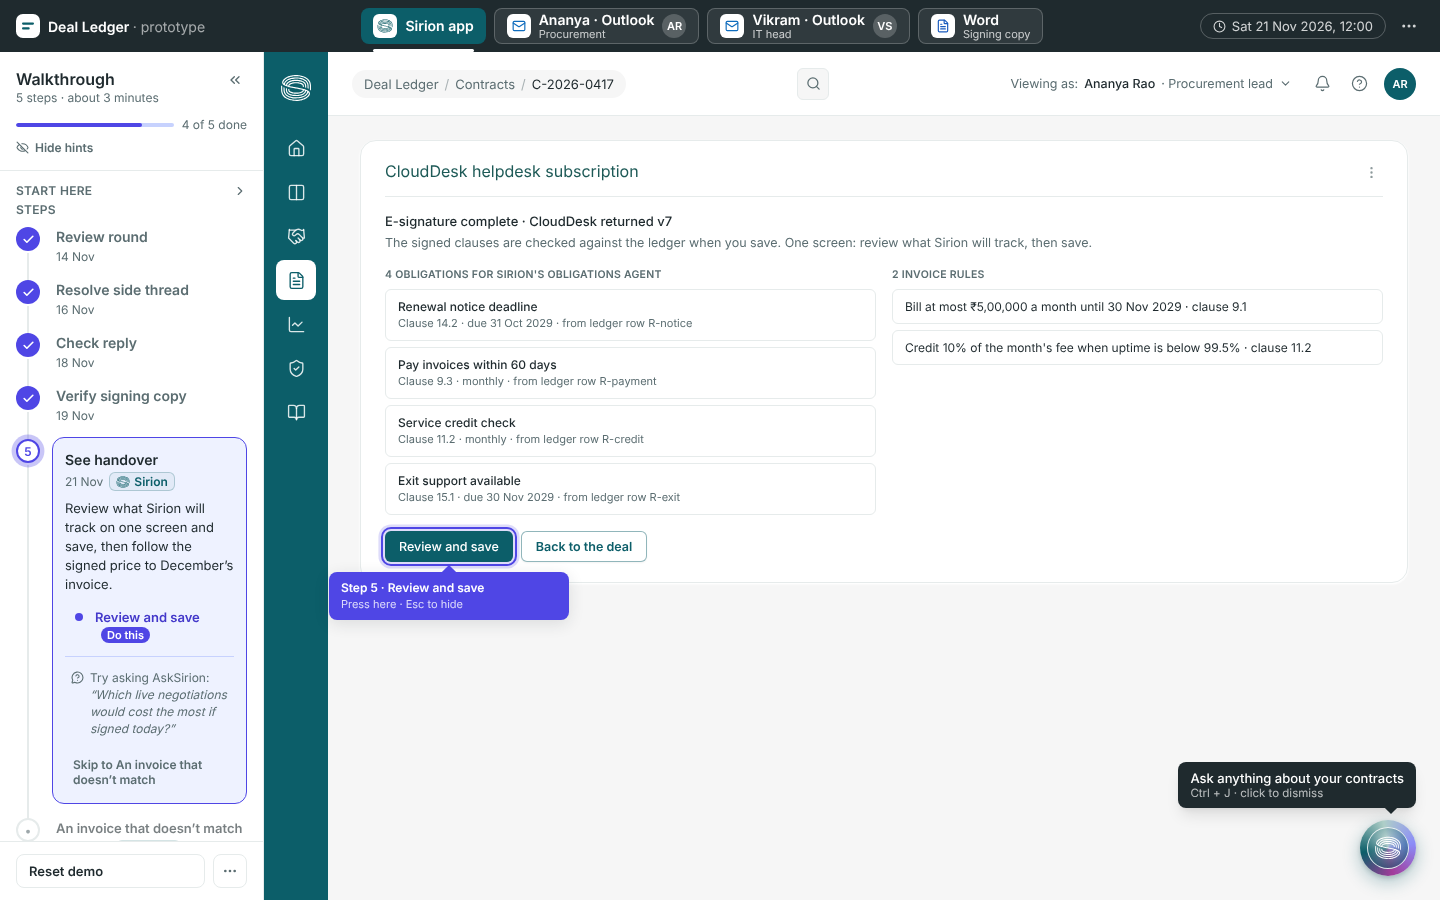 Deal Ledger · prototype
Sirion app
Ananya · Outlook
Procurement
AR
Vikram · Outlook
IT head
VS
Word
Signing copy
Sat 21 Nov 2026, 12:00
Walkthrough
5 steps · about 3 minutes
4 of 5 done
Hide hints
START HERE
STEPS
Review round
14 Nov
Resolve side thread
16 Nov
Check reply
18 Nov
Verify signing copy
19 Nov
5
See handover
21 Nov
Sirion
Review what Sirion will
track on one screen and
save, then follow the
signed price to December’s
invoice.
Review and save
Do this
Try asking AskSirion:
“Which live negotiations
would cost the most if
signed today?”
Skip to An invoice that
doesn’t match
An invoice that doesn’t match
Reset demo
Deal Ledger / Contracts / C-2026-0417
Viewing as: Ananya Rao · Procurement lead
AR
CloudDesk helpdesk subscription
E-signature complete · CloudDesk returned v7
The signed clauses are checked against the ledger when you save. One screen: review what Sirion will track, then save.
4 OBLIGATIONS FOR SIRION'S OBLIGATIONS AGENT
Renewal notice deadline
Clause 14.2 · due 31 Oct 2029 · from ledger row R-notice
Pay invoices within 60 days
Clause 9.3 · monthly · from ledger row R-payment
Service credit check
Clause 11.2 · monthly · from ledger row R-credit
Exit support available
Clause 15.1 · due 30 Nov 2029 · from ledger row R-exit
2 INVOICE RULES
Bill at most ₹5,00,000 a month until 30 Nov 2029 · clause 9.1
Credit 10% of the month's fee when uptime is below 99.5% · clause 11.2
Review and save
Back to the deal
Step 5 · Review and save
Press here · Esc to hide
Ask anything about your contracts
Ctrl + J · click to dismiss